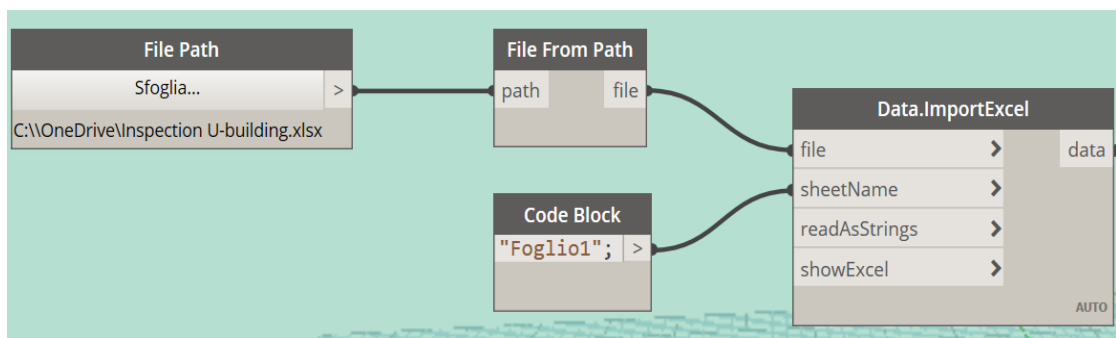 File Path
Sfoglia...
>
C:\\OneDrive\Inspection U-building.xlsx
File From Path
path
file
Code Block
"Foglio1";
>
Data.ImportExcel
file
data
sheetName
readAsStrings
showExcel
AUTO